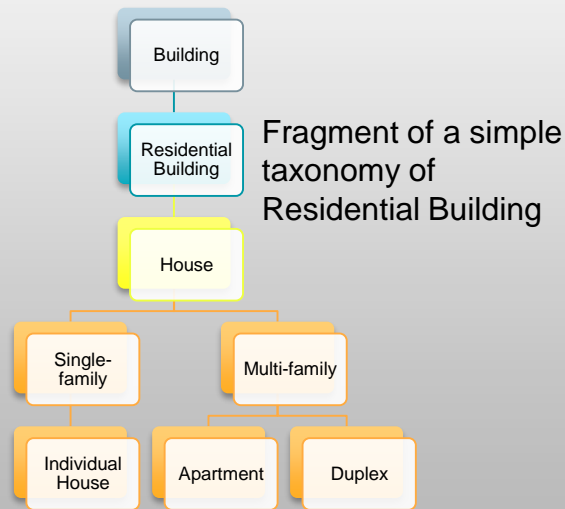 Building
Residential
Building
Fragment of a simple
taxonomy of
Residential Building
House
Single-
family
Multi-family
Individual
House
Apartment
Duplex